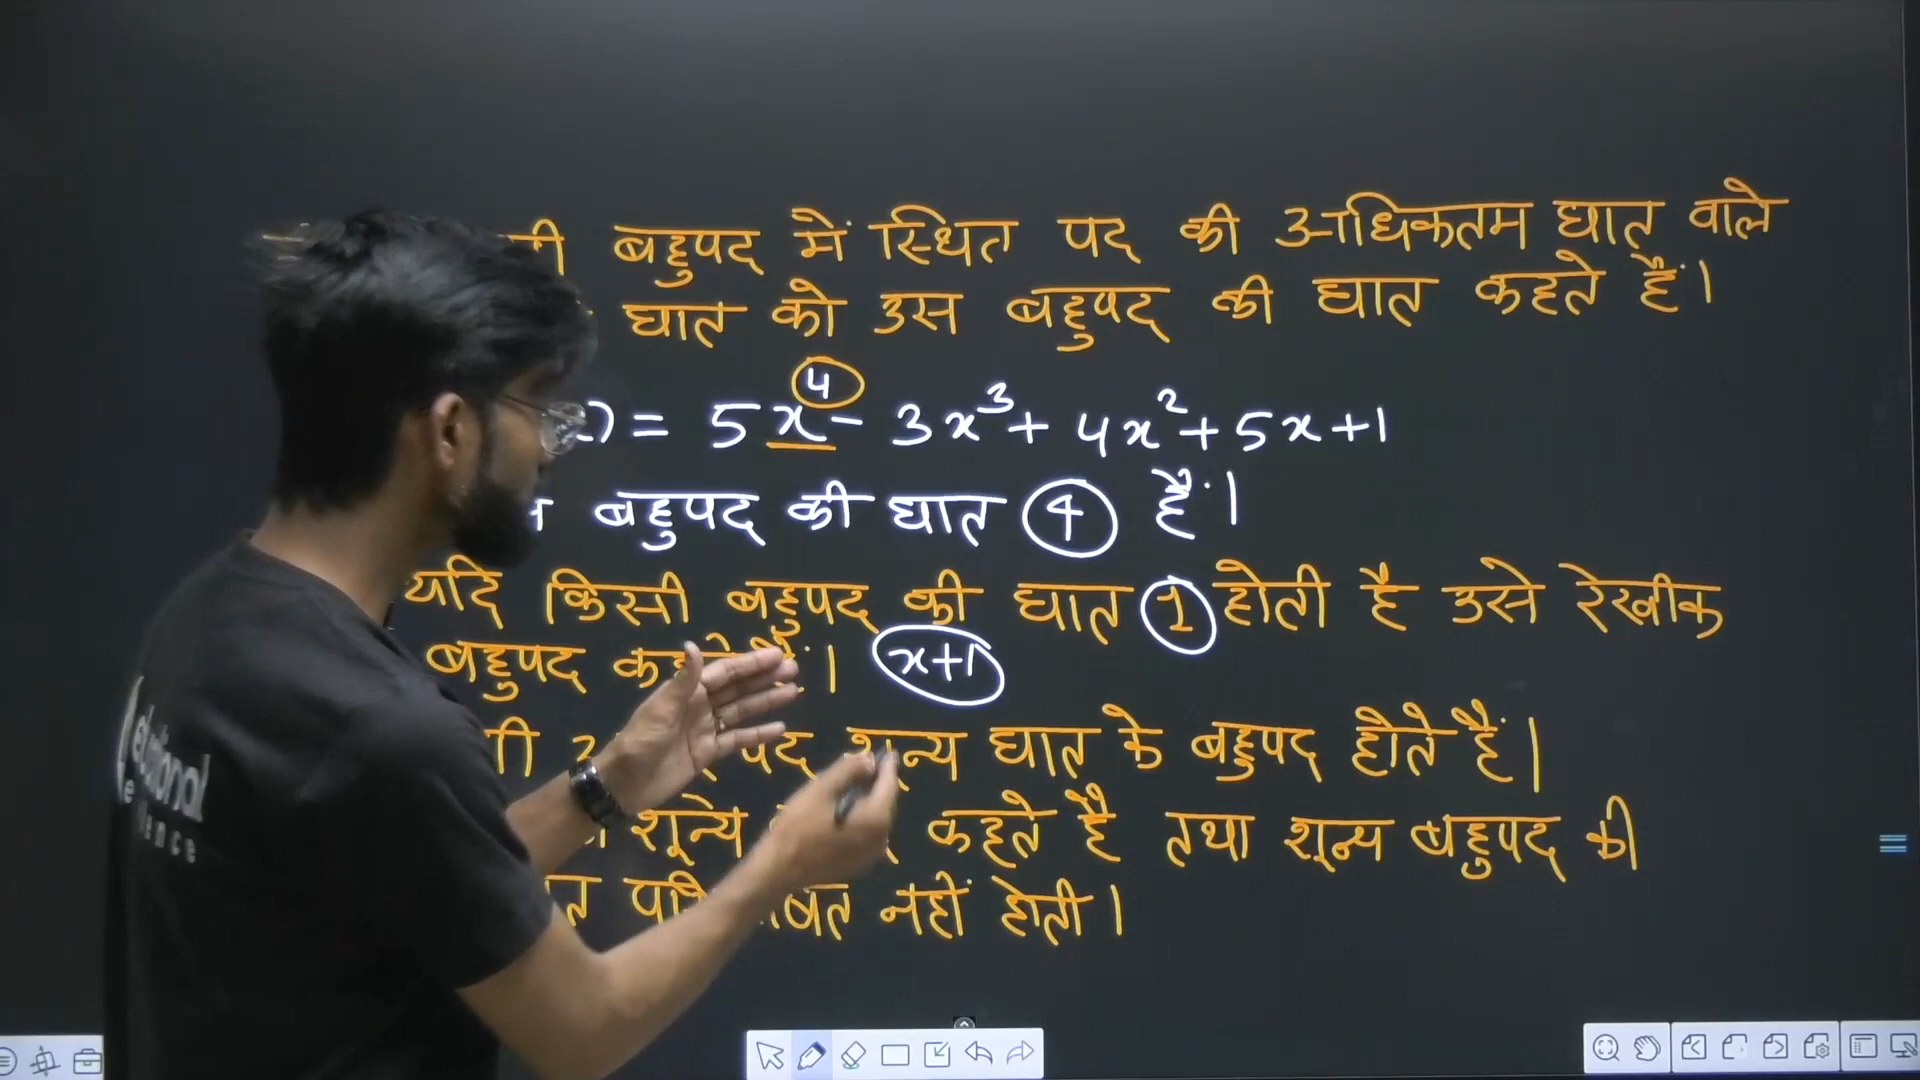 बहुपद में स्थित पद की अधिकतम घात वाले
घात को उस बहुपद की घात कहते हैं।
= 5x⁴ - 3x³ + 4x² + 5x + 1
बहुपद की घात 4 हैं।
यदि किसी बहुपद की घात 1 होती है उसे रेखीक
बहुपद हैं। x+1
पद शून्य घात के बहुपद होते हैं।
शून्य कहते है तथा शून्य बहुपद की
नहीं होती।